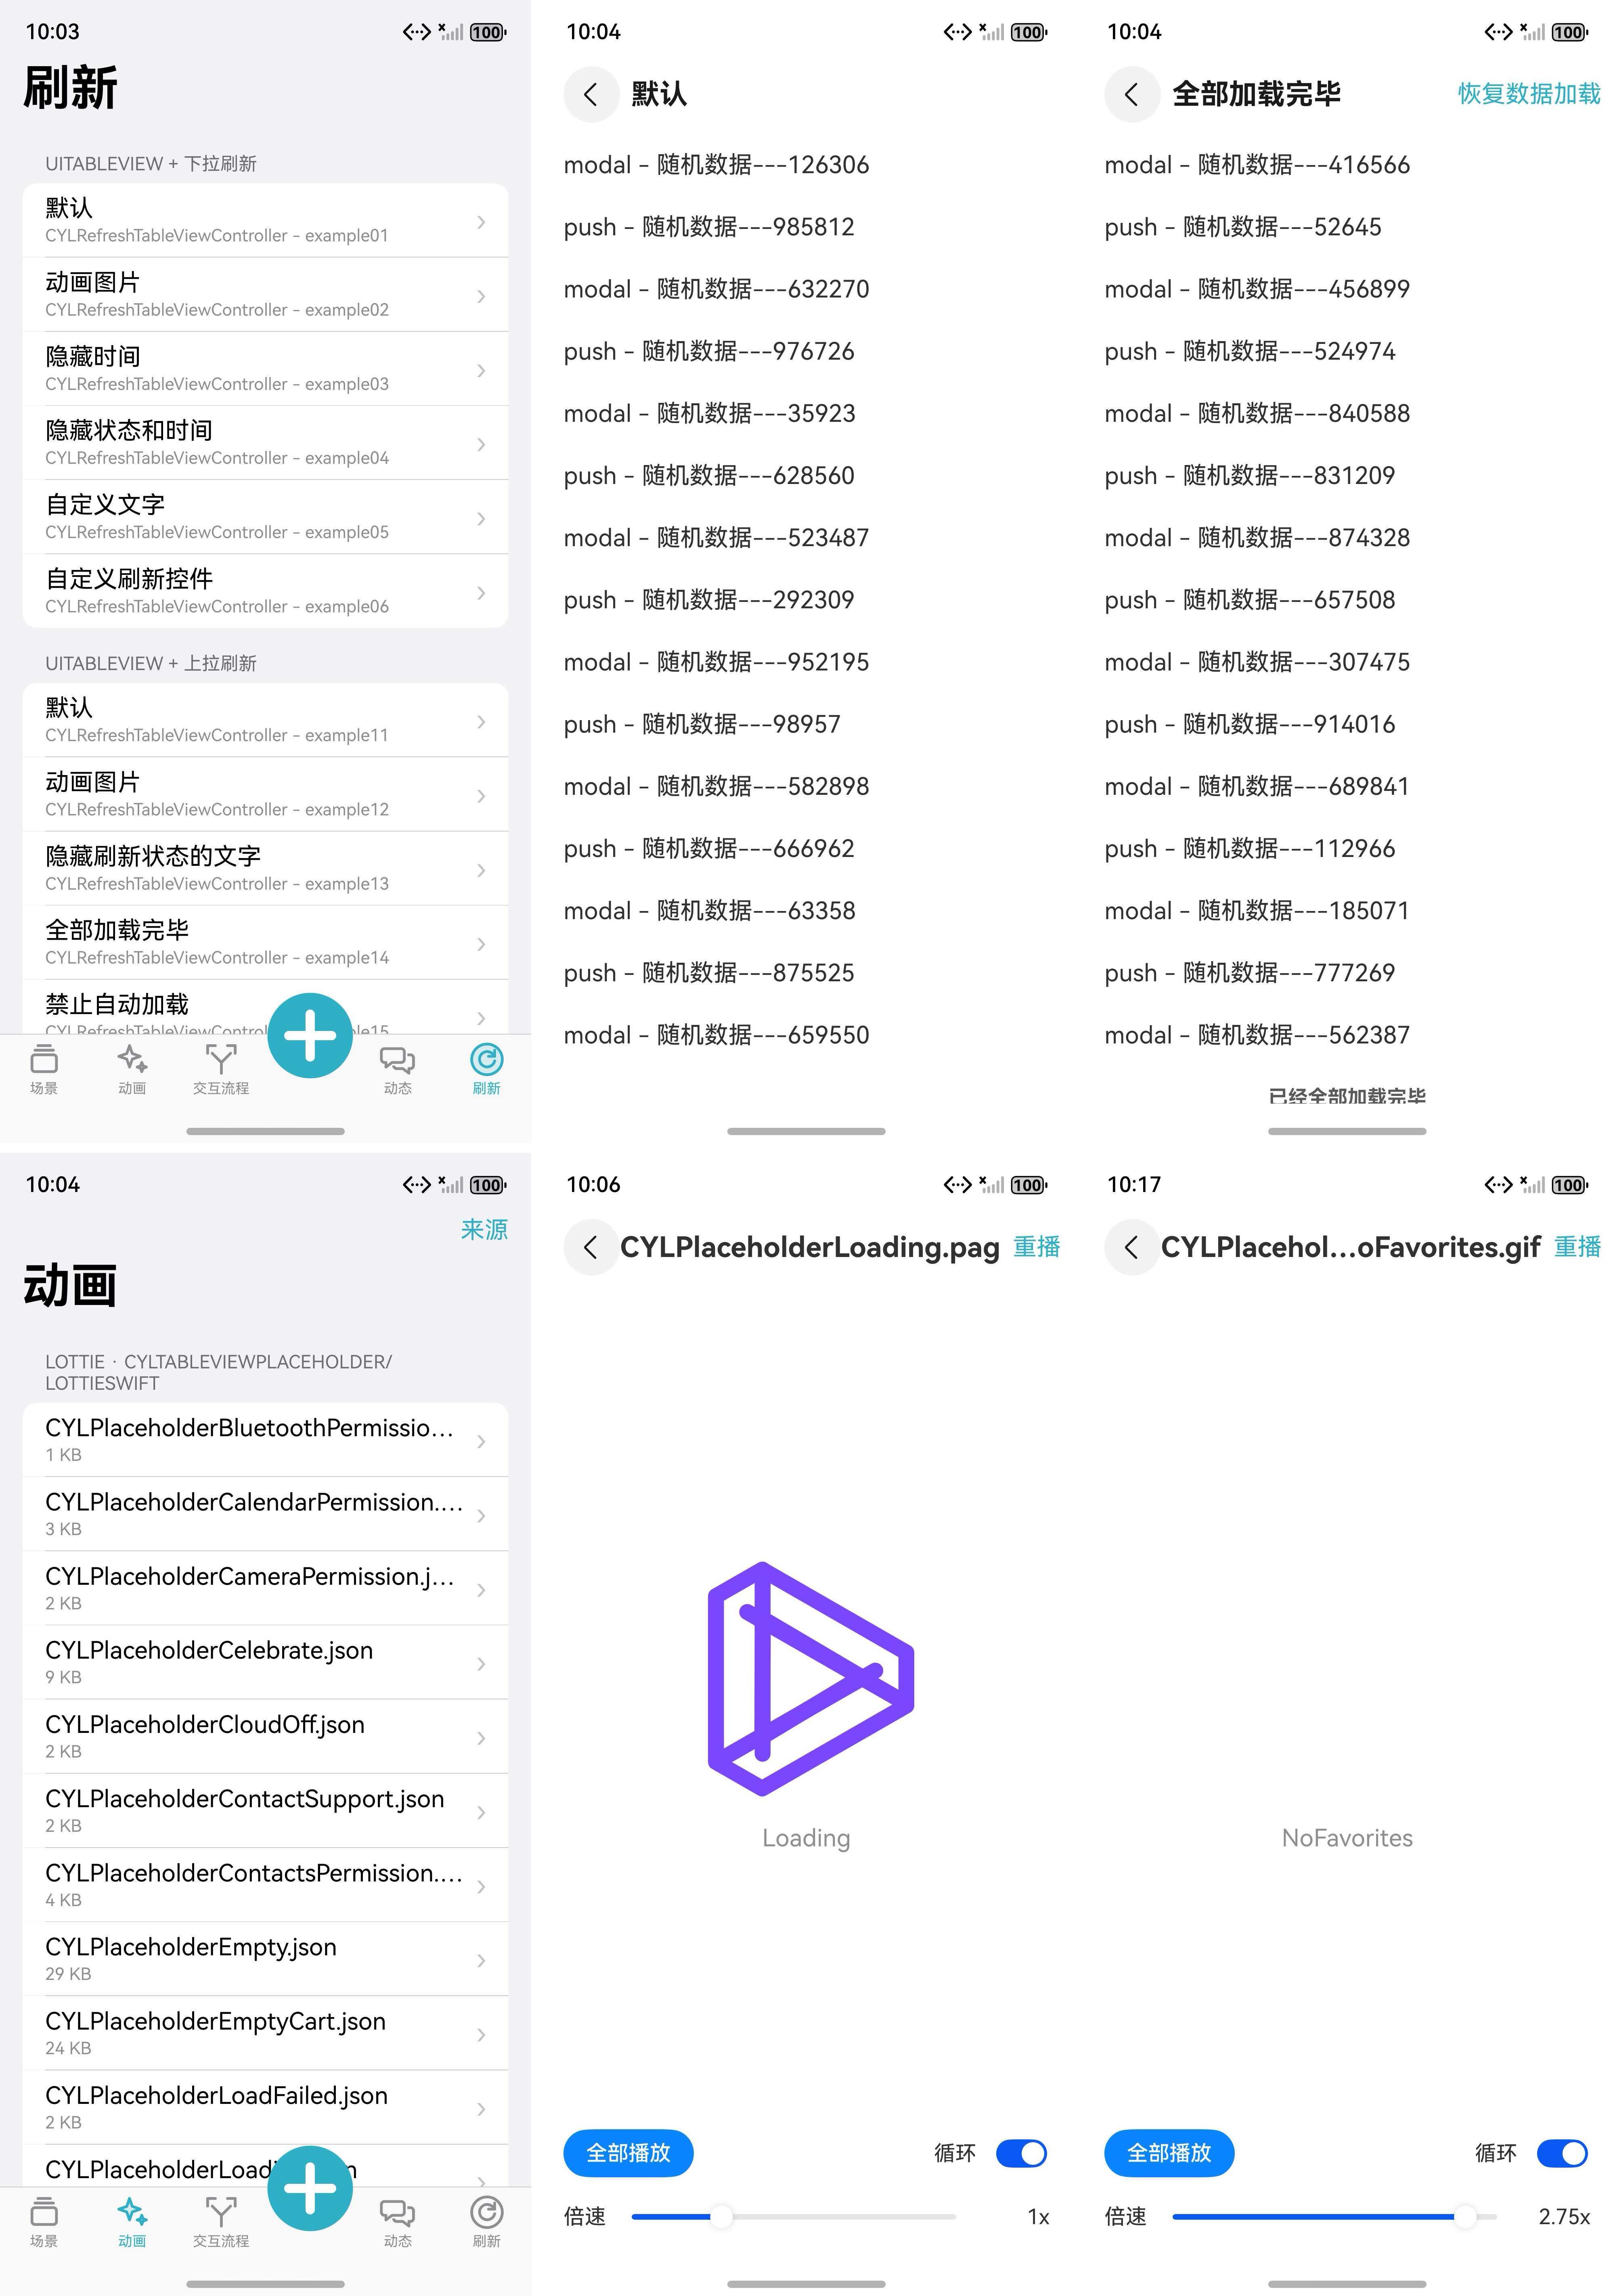 10:03
100
刷新
UITABLEVIEW + 下拉刷新
默认
CYLRefreshTableViewController - example01
动画图片
CYLRefreshTableViewController - example02
隐藏时间
CYLRefreshTableViewController - example03
隐藏状态和时间
CYLRefreshTableViewController - example04
自定义文字
CYLRefreshTableViewController - example05
自定义刷新控件
CYLRefreshTableViewController - example06
UITABLEVIEW + 上拉刷新
默认
CYLRefreshTableViewController - example11
动画图片
CYLRefreshTableViewController - example12
隐藏刷新状态的文字
CYLRefreshTableViewController - example13
全部加载完毕
CYLRefreshTableViewController - example14
禁止自动加载
场景
动画
交互流程
动态
刷新
10:04
100
默认
modal - 随机数据---126306
push - 随机数据---985812
modal - 随机数据---632270
push - 随机数据---976726
modal - 随机数据---35923
push - 随机数据---628560
modal - 随机数据---523487
push - 随机数据---292309
modal - 随机数据---952195
push - 随机数据---98957
modal - 随机数据---582898
push - 随机数据---666962
modal - 随机数据---63358
push - 随机数据---875525
modal - 随机数据---659550
10:04
100
全部加载完毕
恢复数据加载
modal - 随机数据---416566
push - 随机数据---52645
modal - 随机数据---456899
push - 随机数据---524974
modal - 随机数据---840588
push - 随机数据---831209
modal - 随机数据---874328
push - 随机数据---657508
modal - 随机数据---307475
push - 随机数据---914016
modal - 随机数据---689841
push - 随机数据---112966
modal - 随机数据---185071
push - 随机数据---777269
modal - 随机数据---562387
已经全部加载完毕
10:04
100
来源
动画
LOTTIE · CYLTABLEVIEWPLACEHOLDER/
LOTTIESWIFT
CYLPlaceholderBluetoothPermissio...
1 KB
CYLPlaceholderCalendarPermission....
3 KB
CYLPlaceholderCameraPermission.j...
2 KB
CYLPlaceholderCelebrate.json
9 KB
CYLPlaceholderCloudOff.json
2 KB
CYLPlaceholderContactSupport.json
2 KB
CYLPlaceholderContactsPermission....
4 KB
CYLPlaceholderEmpty.json
29 KB
CYLPlaceholderEmptyCart.json
24 KB
CYLPlaceholderLoadFailed.json
2 KB
场景
动画
交互流程
动态
刷新
10:06
100
CYLPlaceholderLoading.pag
重播
Loading
全部播放
循环
倍速
1x
10:17
100
CYLPlacehol...oFavorites.gif
重播
NoFavorites
全部播放
循环
倍速
2.75x